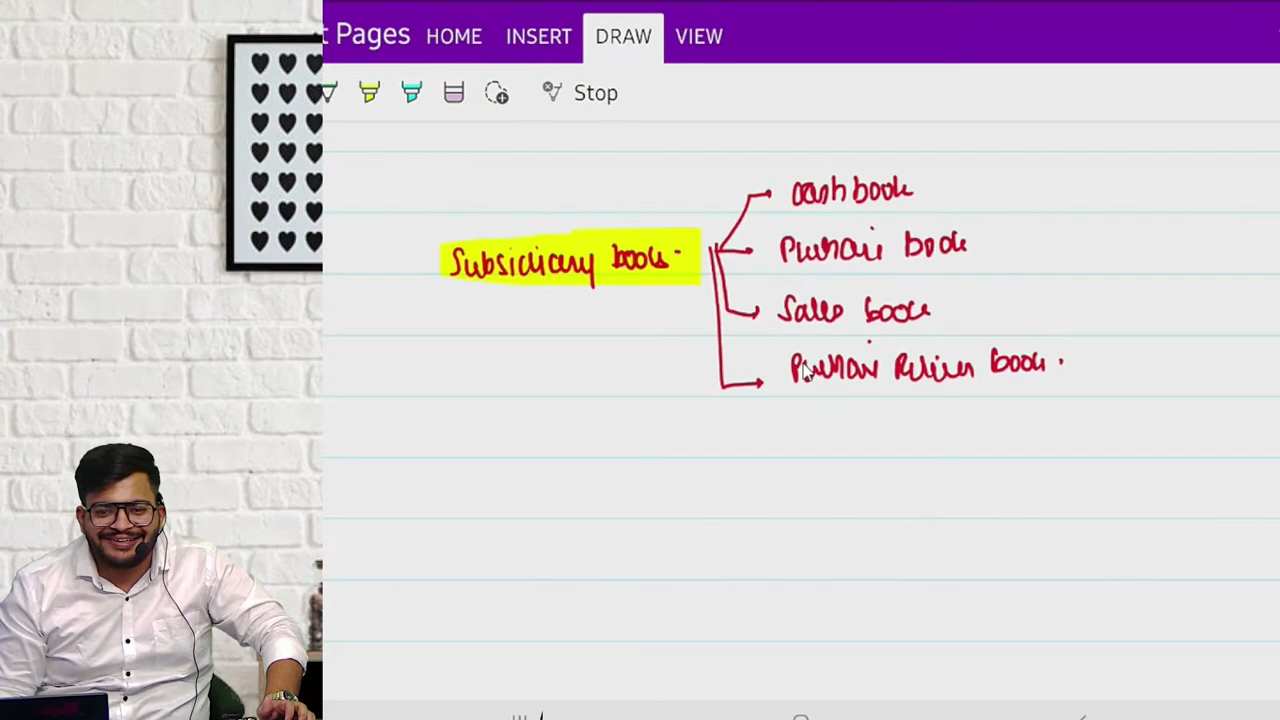 t Pages HOME INSERT DRAW VIEW
Stop
cash book
Purchase book
Subsidiary books.
Sales book
Purchase Return book.